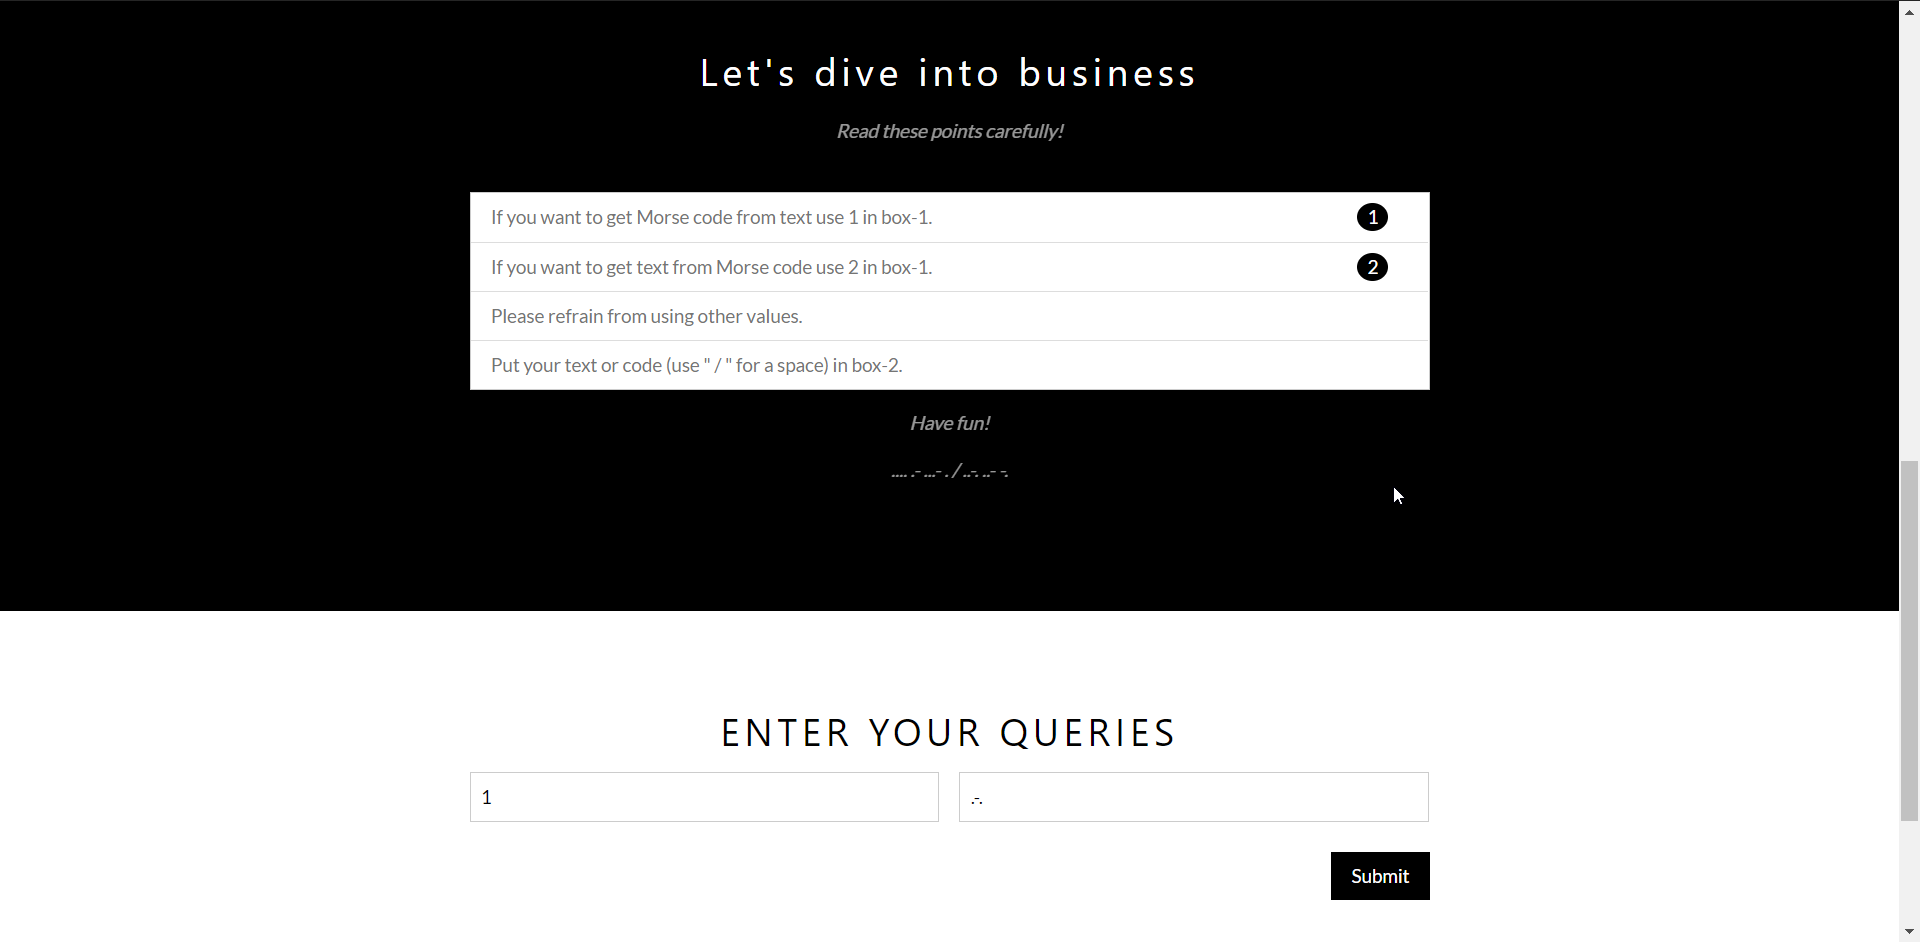 Let's dive into business
Read these points carefully!
If you want to get Morse code from text use 1 in box-1. 1
If you want to get text from Morse code use 2 in box-1. 2
Please refrain from using other values.
Put your text or code (use " / " for a space) in box-2.
Have fun!
.... .- ...- . / ..-. ..- -.
ENTER YOUR QUERIES
1 .-.
Submit